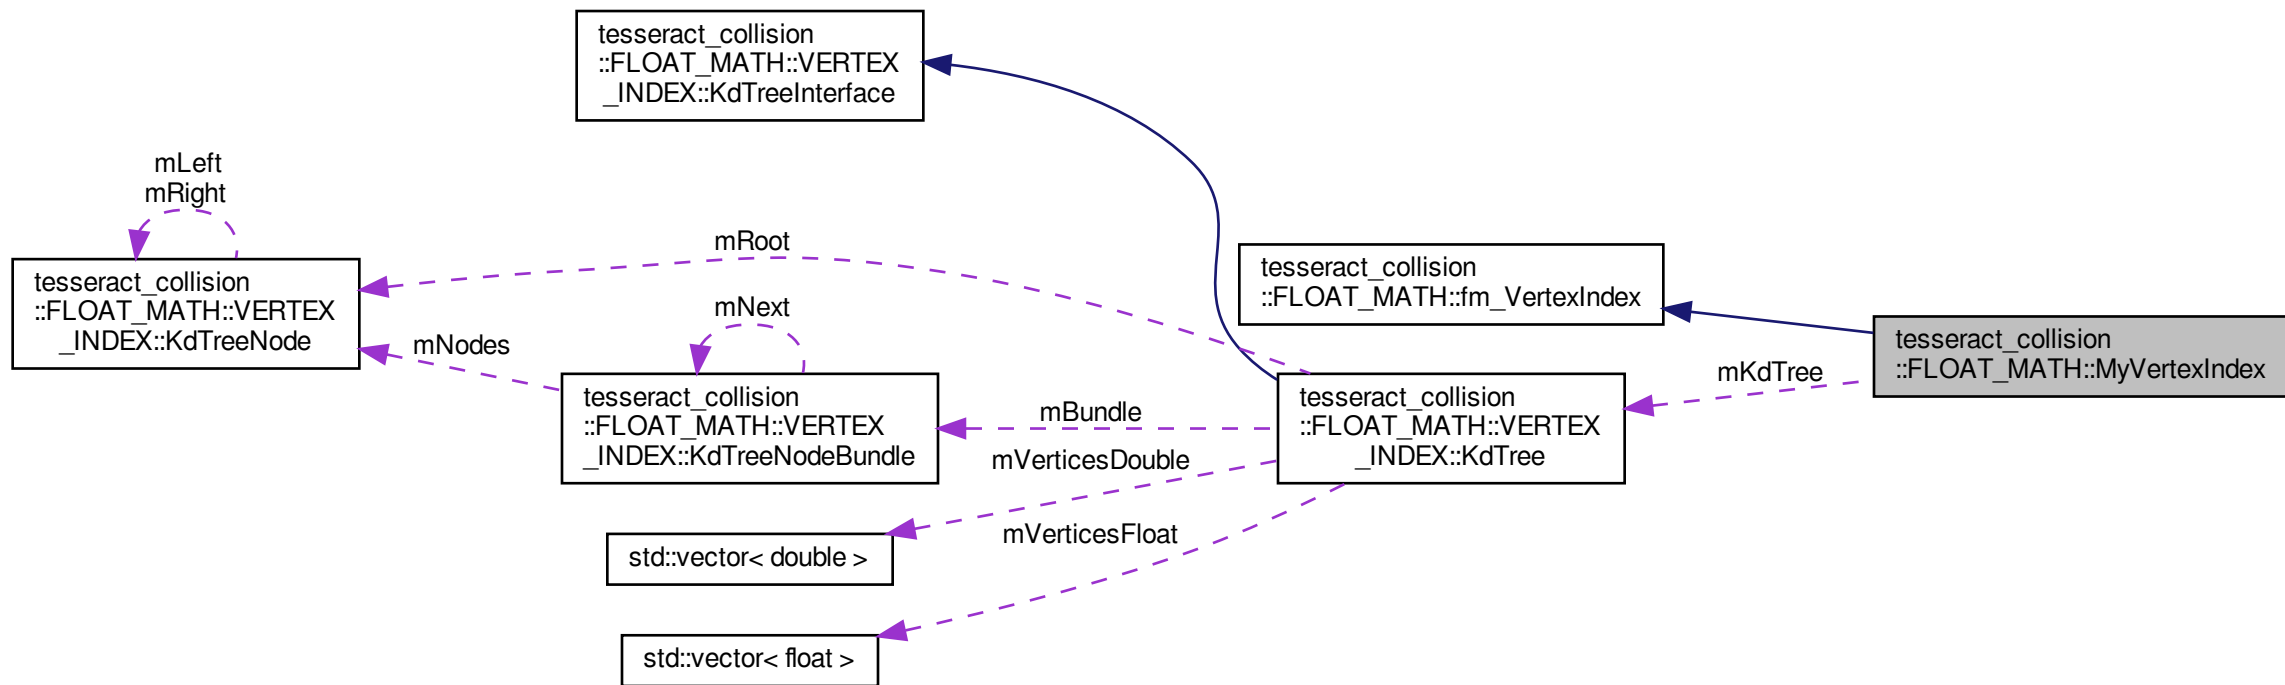 tesseract_collision
::FLOAT_MATH::VERTEX
_INDEX::KdTreeInterface
mLeft
mRight
tesseract_collision
::FLOAT_MATH::VERTEX
_INDEX::KdTreeNode
mRoot
mNext
mNodes
tesseract_collision
::FLOAT_MATH::fm_VertexIndex
tesseract_collision
::FLOAT_MATH::MyVertexIndex
mKdTree
tesseract_collision
::FLOAT_MATH::VERTEX
_INDEX::KdTreeNodeBundle
mBundle
tesseract_collision
::FLOAT_MATH::VERTEX
_INDEX::KdTree
mVerticesDouble
mVerticesFloat
std::vector< double >
std::vector< float >